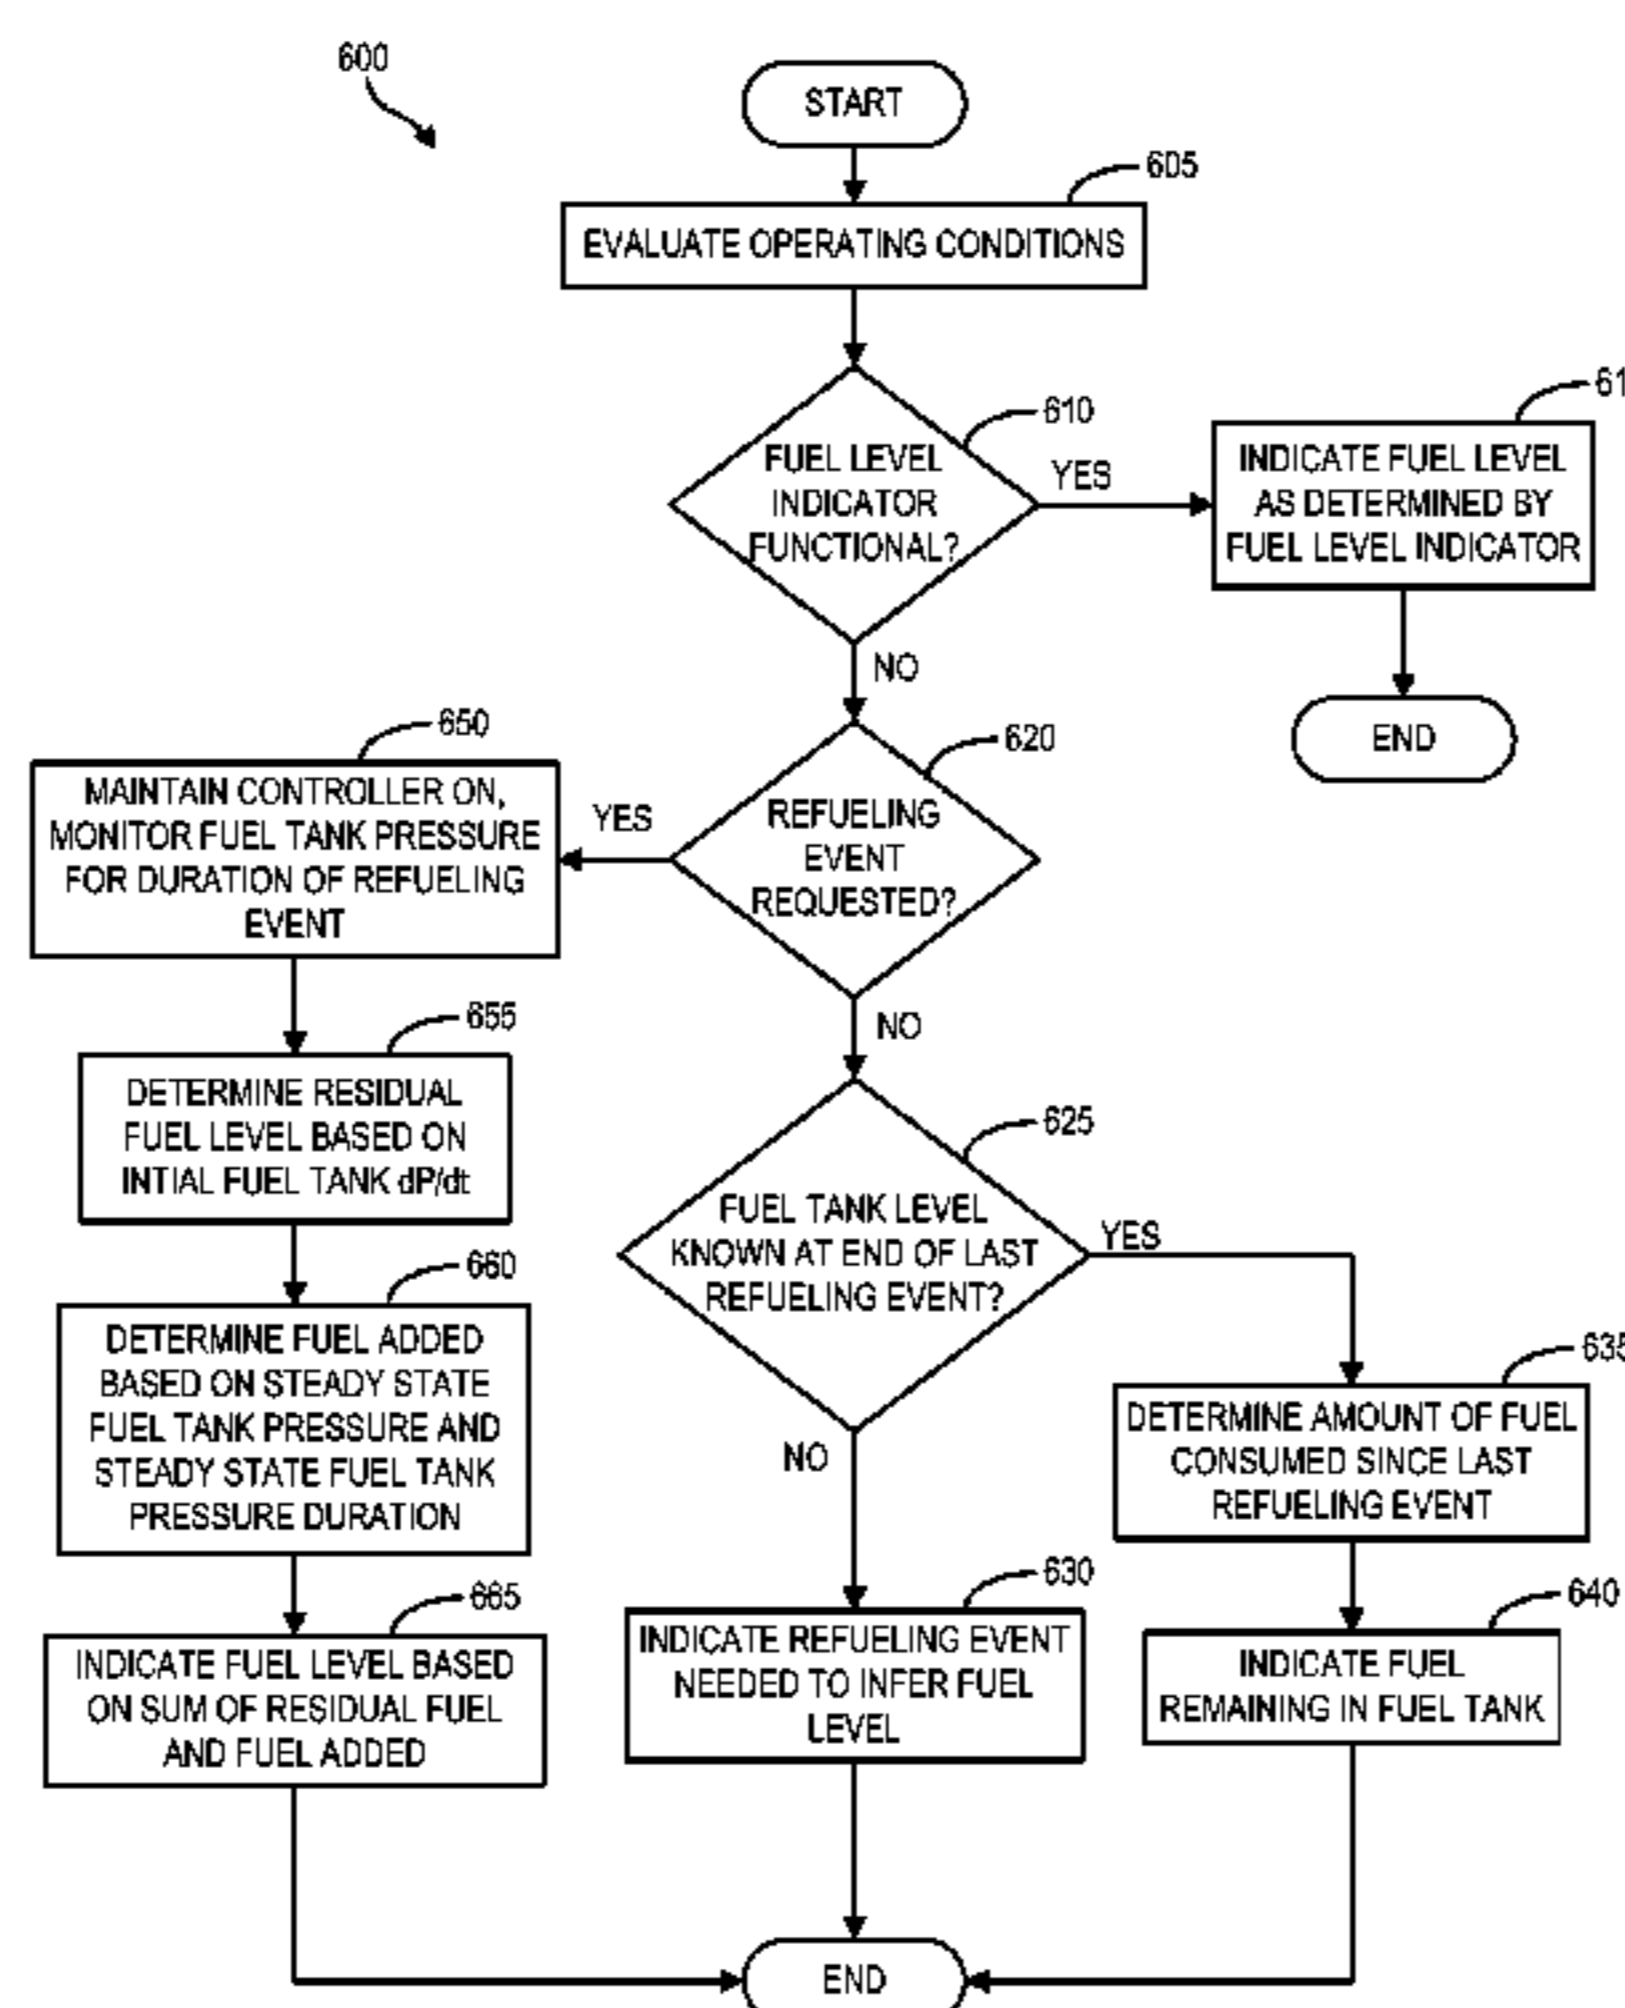 600
START
605
EVALUATE OPERATING CONDITIONS
610
FUEL LEVEL
INDICATOR
FUNCTIONAL?
YES
61
INDICATE FUEL LEVEL
AS DETERMINED BY
FUEL LEVEL INDICATOR
NO
END
650
MAINTAIN CONTROLLER ON,
MONITOR FUEL TANK PRESSURE
FOR DURATION OF REFUELING
EVENT
YES
620
REFUELING
EVENT
REQUESTED?
NO
655
DETERMINE RESIDUAL
FUEL LEVEL BASED ON
INTIAL FUEL TANK dP/dt
625
FUEL TANK LEVEL
KNOWN AT END OF LAST
REFUELING EVENT?
YES
NO
660
DETERMINE FUEL ADDED
BASED ON STEADY STATE
FUEL TANK PRESSURE AND
STEADY STATE FUEL TANK
PRESSURE DURATION
635
DETERMINE AMOUNT OF FUEL
CONSUMED SINCE LAST
REFUELING EVENT
665
INDICATE FUEL LEVEL BASED
ON SUM OF RESIDUAL FUEL
AND FUEL ADDED
630
INDICATE REFUELING EVENT
NEEDED TO INFER FUEL
LEVEL
640
INDICATE FUEL
REMAINING IN FUEL TANK
END